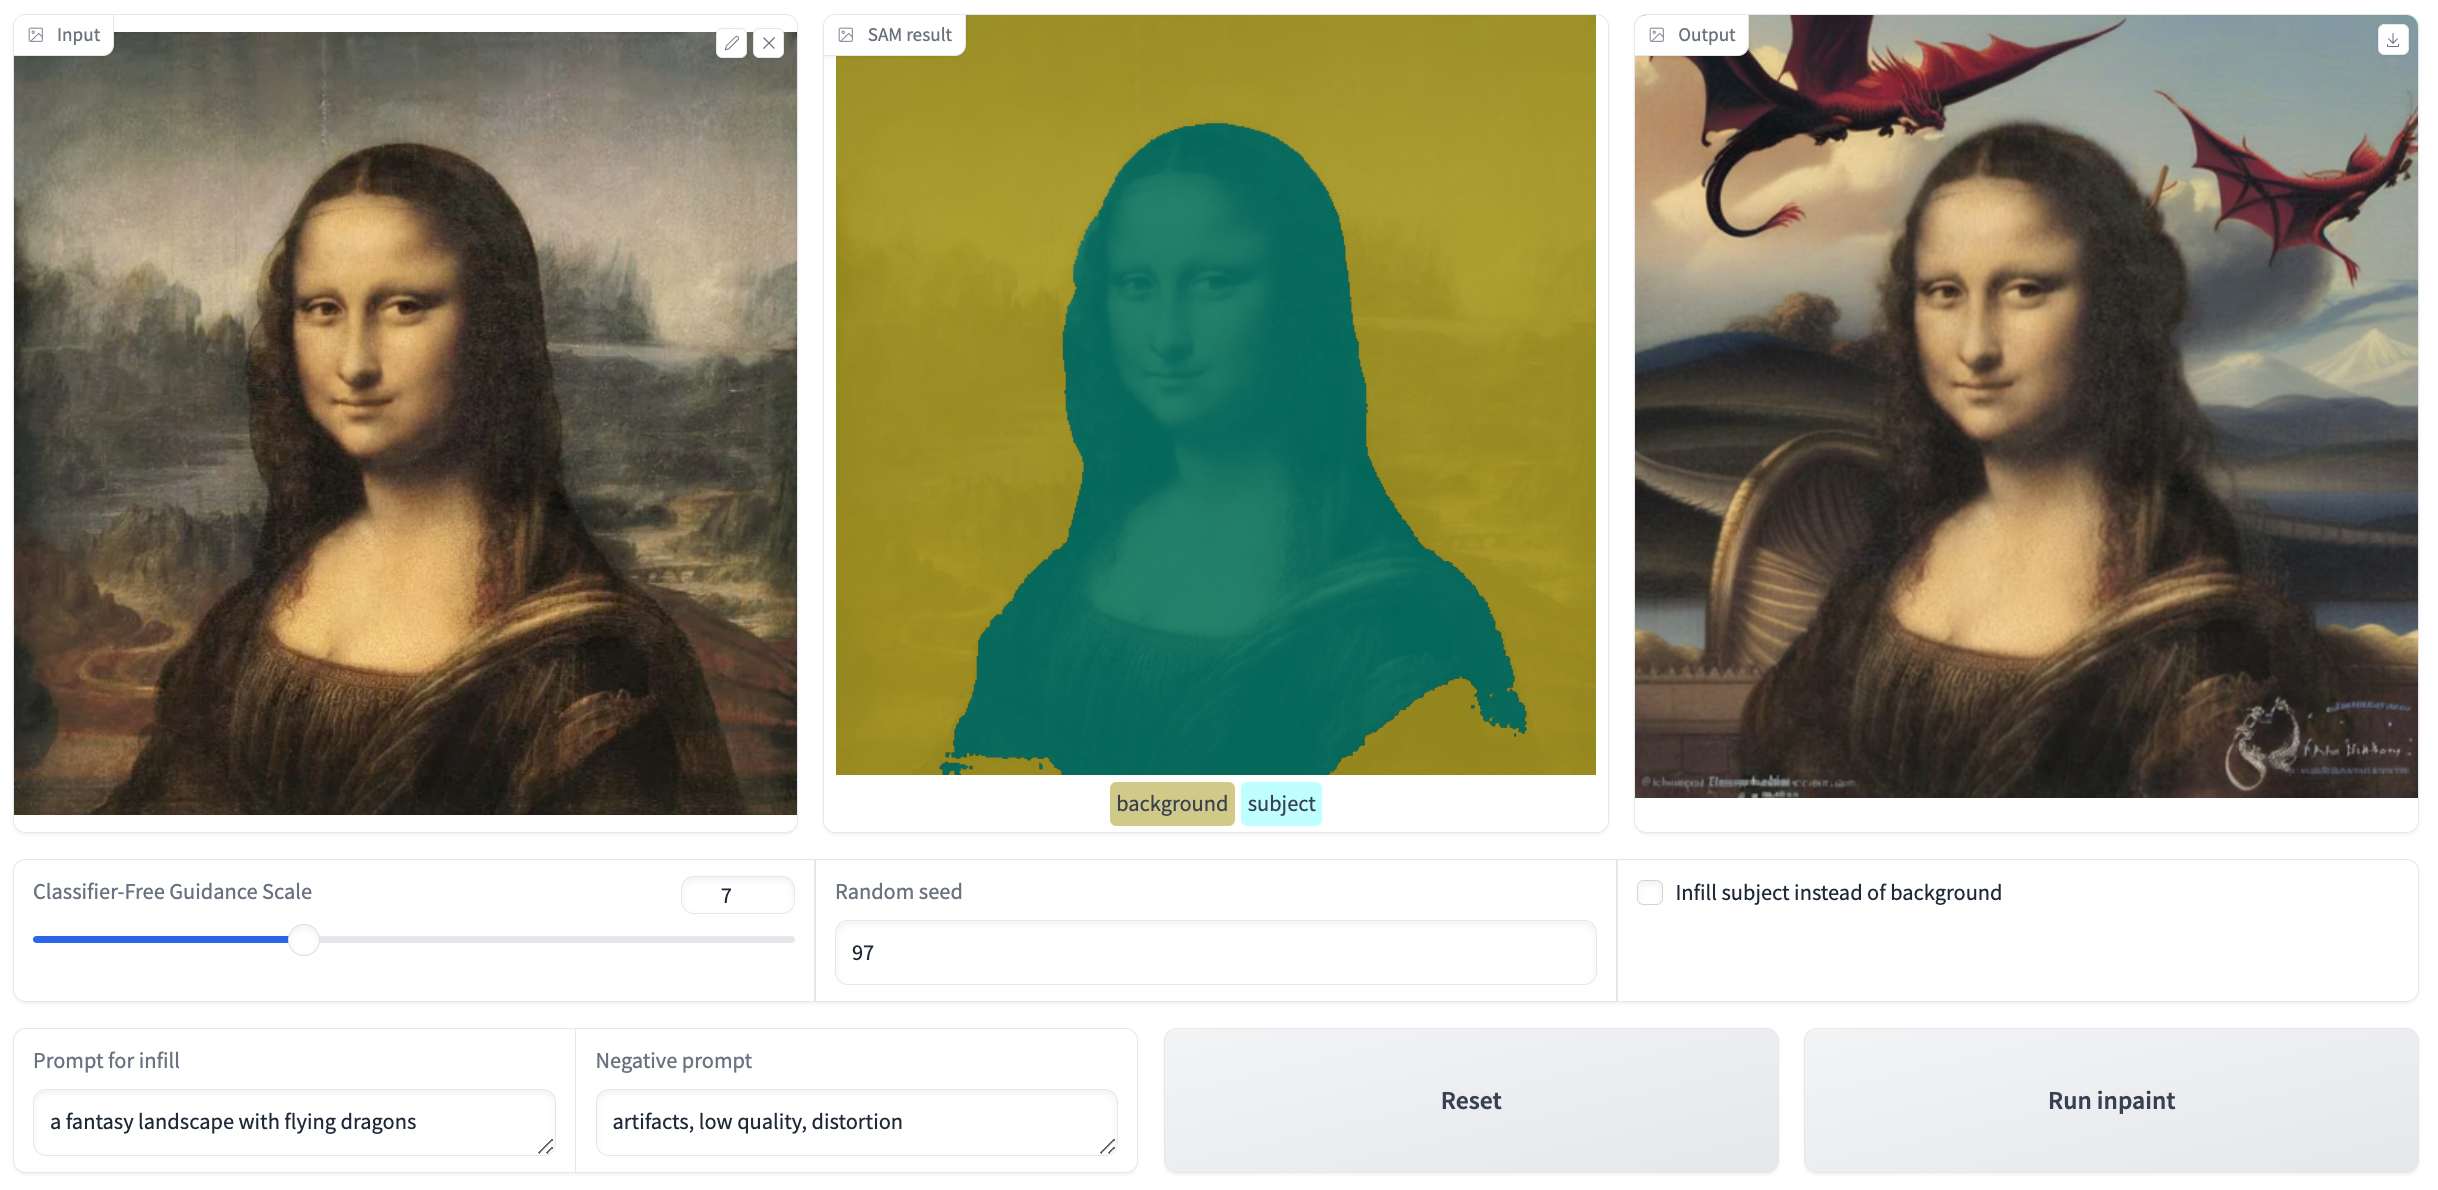 Input
SAM result
Output
background
subject
Classifier-Free Guidance Scale
7
Random seed
97
Infill subject instead of background
Prompt for infill
a fantasy landscape with flying dragons
Negative prompt
artifacts, low quality, distortion
Reset
Run inpaint